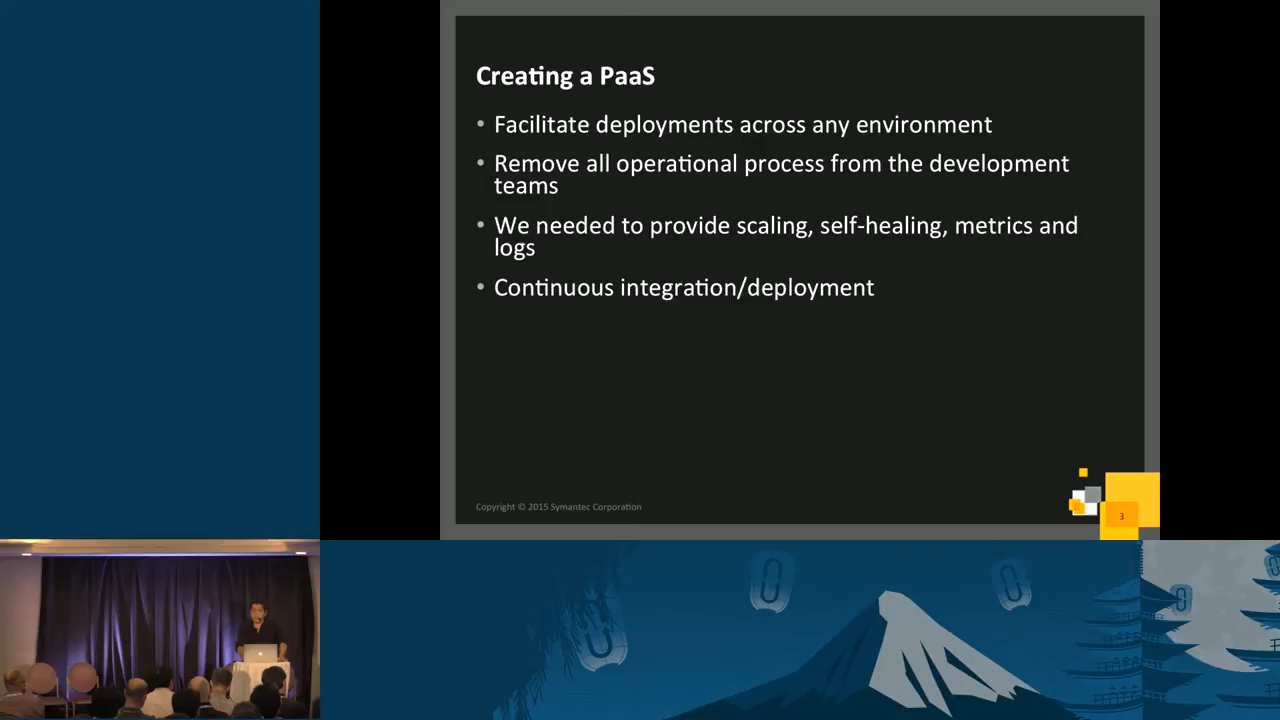 Creating a PaaS
• Facilitate deployments across any environment
• Remove all operational process from the development
teams
• We needed to provide scaling, self-healing, metrics and
logs
• Continuous integration/deployment
Copyright © 2015 Symantec Corporation
3